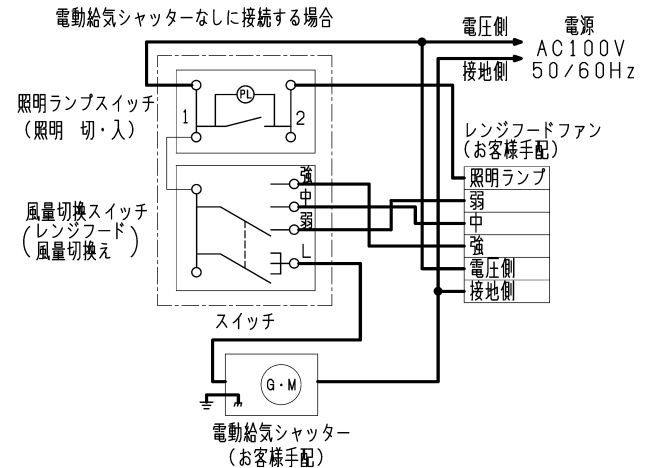 電動給気シャッターなしに接続する場合
電圧側
接地側
電源
AC100V
50/60Hz
照明ランプスイッチ
(照明 切・入)
PL
1
2
レンジフードファン
(お客様手配)
照明ランプ
弱
中
強
電圧側
接地側
強
中
弱
L
風量切換スイッチ
(レンジフード
風量切換え)
スイッチ
G・M
電動給気シャッター
(お客様手配)